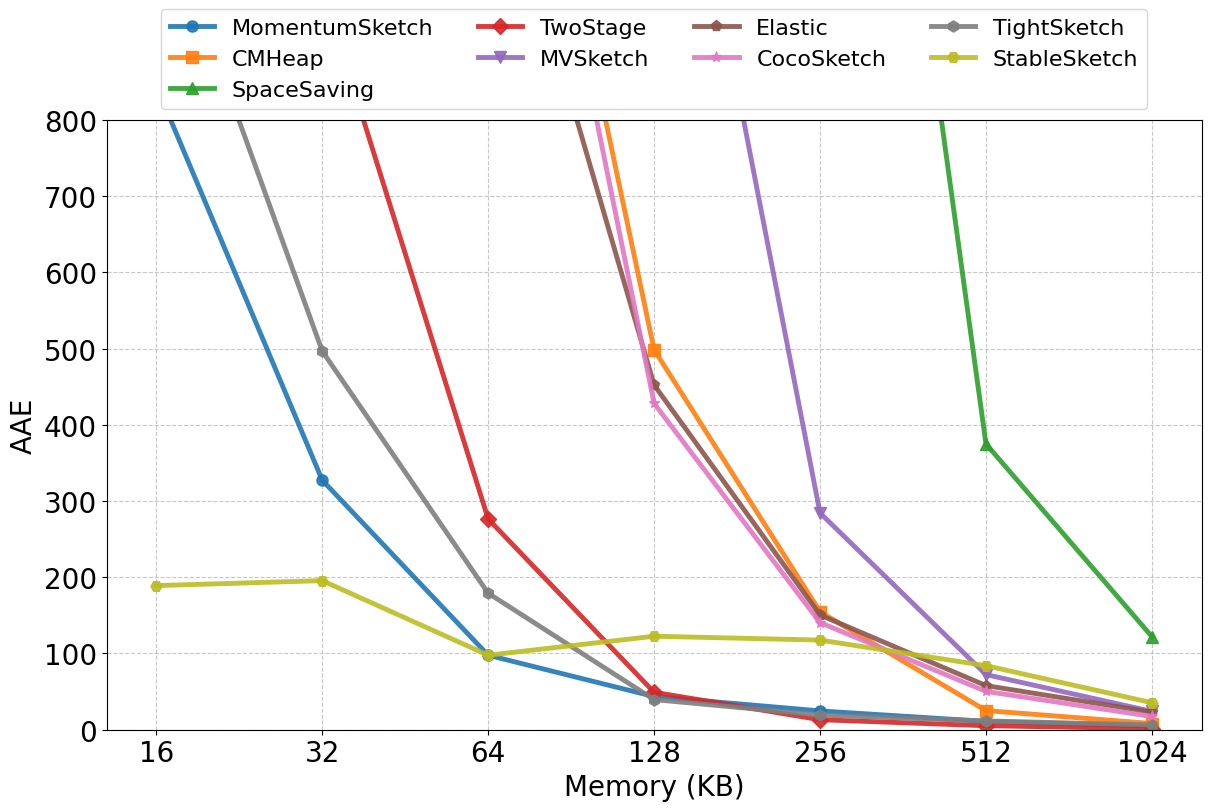 MomentumSketch TwoStage Elastic TightSketch
CMHeap MVSketch CocoSketch StableSketch
SpaceSaving
800
700
600
500
400
300
200
100
0
AAE
16 32 64 128 256 512 1024
Memory (KB)